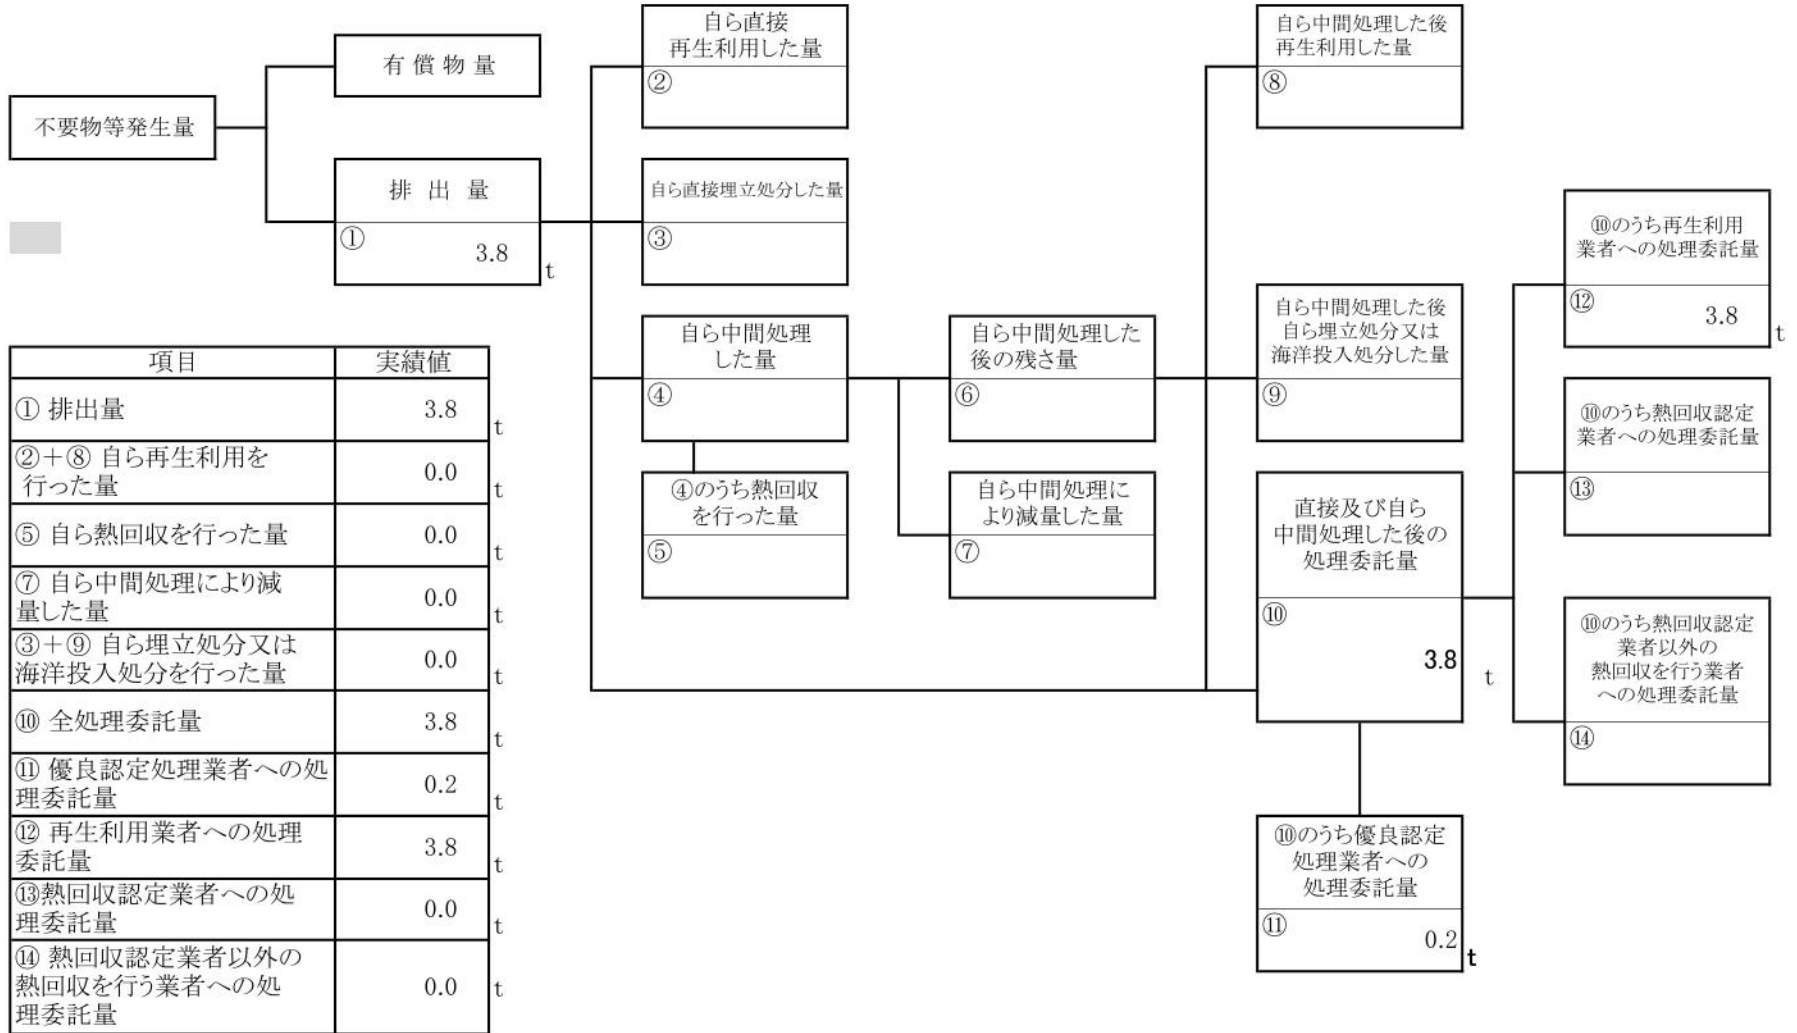 不要物等発生量
有償物量
排出量
①
3.8
t
自ら直接
再生利用した量
②
自ら直接埋立処分した量
③
自ら中間処理
した量
④
④のうち熱回収
を行った量
⑤
自ら中間処理した
後の残さ量
⑥
自ら中間処理に
より減量した量
⑦
自ら中間処理した後
再生利用した量
⑧
自ら中間処理した後
自ら埋立処分又は
海洋投入処分した量
⑨
直接及び自ら
中間処理した後の
処理委託量
⑩
3.8
t
⑩のうち優良認定
処理業者への
処理委託量
⑪
0.2
t
⑩のうち再生利用
業者への処理委託量
⑫
3.8
t
⑩のうち熱回収認定
業者への処理委託量
⑬
⑩のうち熱回収認定
業者以外の
熱回収を行う業者
への処理委託量
⑭
項目 実績値
① 排出量 3.8 t
②+⑧ 自ら再生利用を
行った量 0.0 t
⑤ 自ら熱回収を行った量 0.0 t
⑦ 自ら中間処理により減
量した量 0.0 t
③+⑨ 自ら埋立処分又は
海洋投入処分を行った量 0.0 t
⑩ 全処理委託量 3.8 t
⑪ 優良認定処理業者への処
理委託量 0.2 t
⑫ 再生利用業者への処理
委託量 3.8 t
⑬熱回収認定業者への処
理委託量 0.0 t
⑭ 熱回収認定業者以外の
熱回収を行う業者への処
理委託量 0.0 t